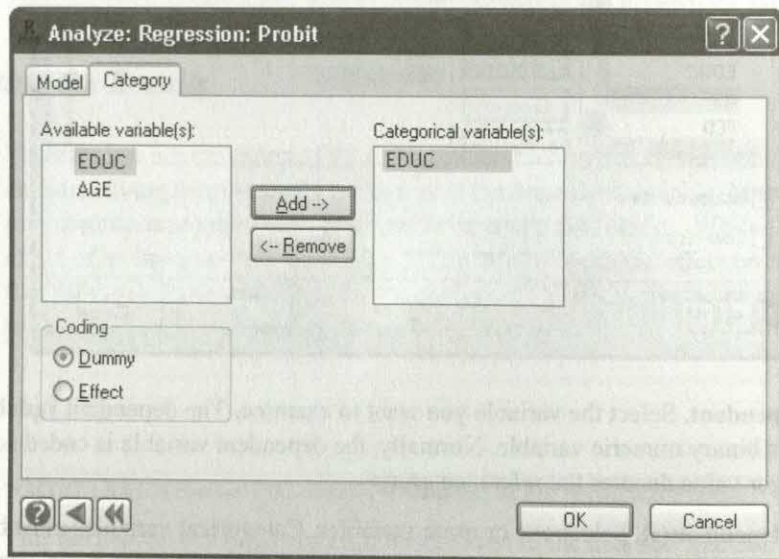 Analyze: Regression: Probit
Model Category
Available variable(s):
EDUC
AGE
Add -->
<-- Remove
Categorical variable(s):
EDUC
Coding
Dummy
Effect
OK
Cancel